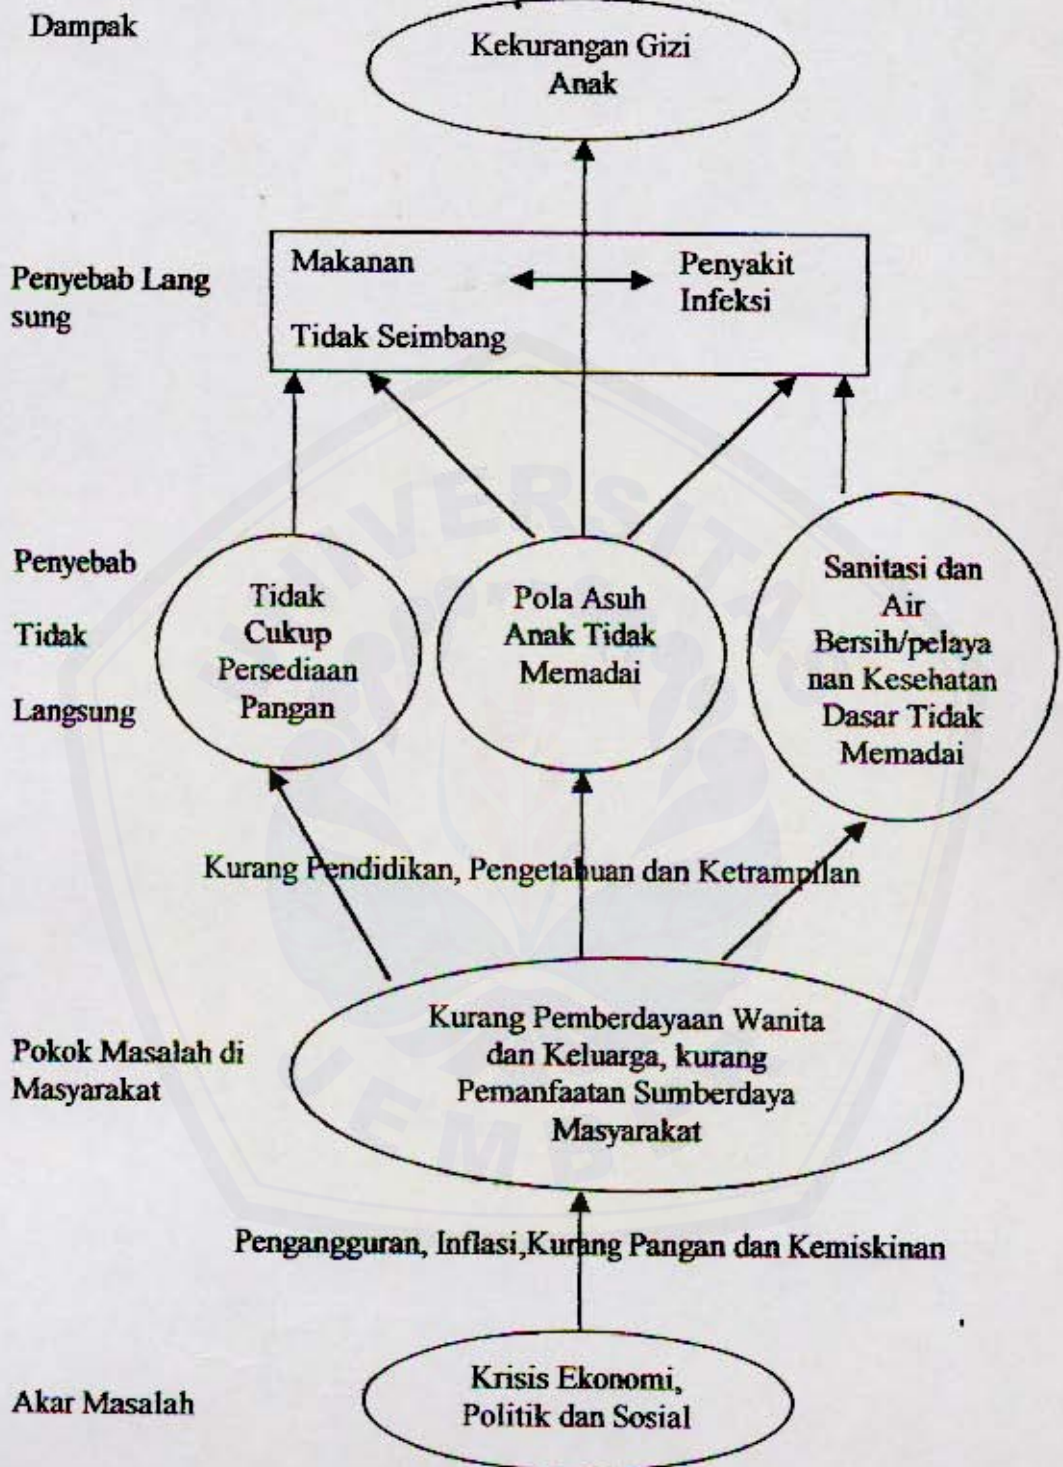 Dampak
Kekurangan Gizi
Anak
Penyebab Lang
sung
Makanan
Tidak Seimbang
Penyakit
Infeksi
Penyebab
Tidak
Langsung
Tidak
Cukup
Persediaan
Pangan
Pola Asuh
Anak Tidak
Memadai
Sanitasi dan
Air
Bersih/pelaya
nan Kesehatan
Dasar Tidak
Memadai
Kurang Pendidikan, Pengetahuan dan Ketrampilan
Pokok Masalah di
Masyarakat
Kurang Pemberdayaan Wanita
dan Keluarga, kurang
Pemanfaatan Sumberdaya
Masyarakat
Pengangguran, Inflasi,Kurang Pangan dan Kemiskinan
Akar Masalah
Krisis Ekonomi,
Politik dan Sosial
UNIVERSITAS
JEMBER